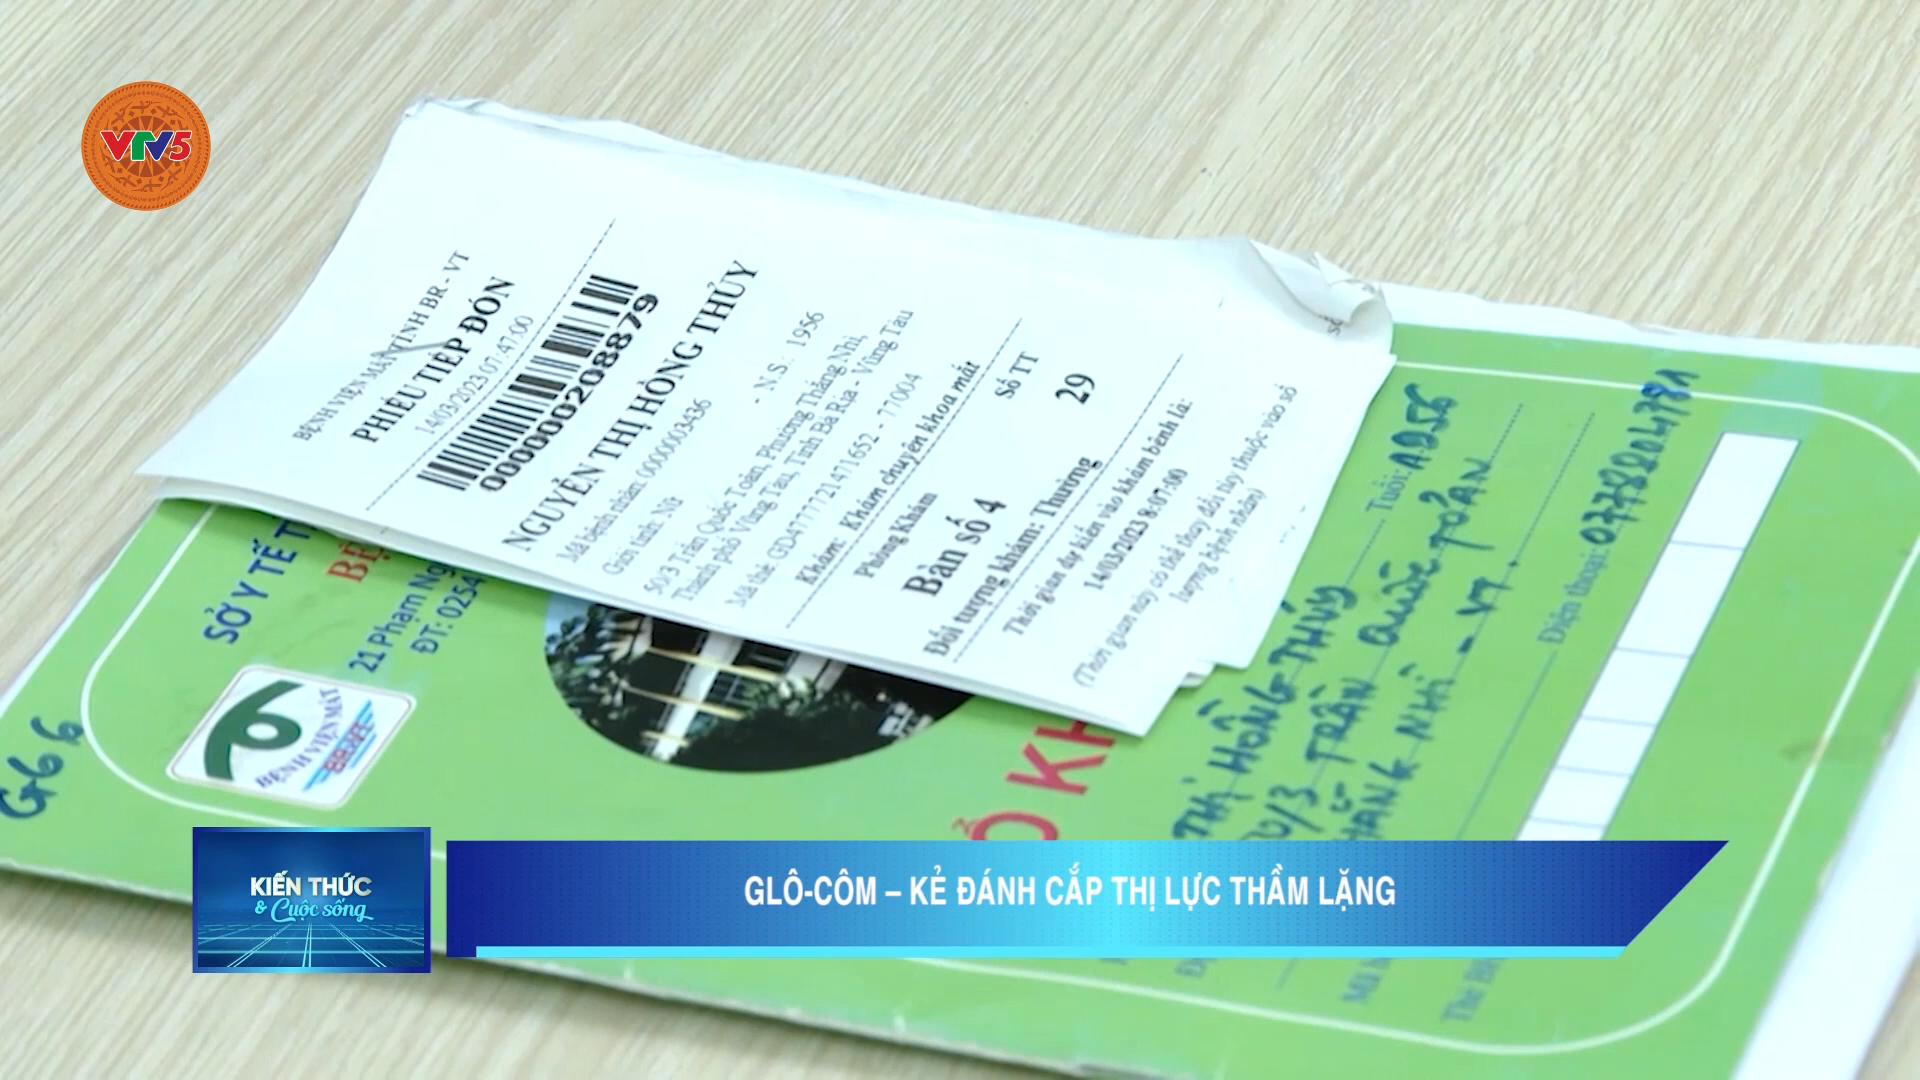 VTV5
BỆNH VIỆN MẮT TỈNH BR - VT
PHIẾU TIẾP ĐÓN
14/03/2023 07:47:00
0000000208879
NGUYỄN THỊ HỒNG THỦY
Mã bệnh nhân: 0000003436
Giới tính: Nữ - N.S.: 1956
50/3 Trần Quốc Toản, Phường Thắng Nhì,
Thành phố Vũng Tàu, Tỉnh Bà Rịa - Vũng Tàu
Mã thẻ GD4777721471652 - 77004
Khám: Khám chuyên khoa mắt
Phòng Khám Số TT
Bàn số 4 29
Đối tượng khám: Thường
Thời gian dự kiến vào khám bệnh là:
14/03/2023 8:07:00
(Thời gian này có thể thay đổi tùy thuộc vào số
lượng bệnh nhân)
SỞ Y TẾ
21 Phạm
ĐT: 0254
BỆNH VIỆN MẮT
G6 6
THỊ HỒNG THỦY Tuổi: 1956
0/3 TRẦN QUỐC TOẢN
NHÌ - VT.
Điện thoại: 0778804781
KIẾN THỨC
& Cuộc sống
GLÔ-CÔM – KẺ ĐÁNH CẮP THỊ LỰC THẦM LẶNG